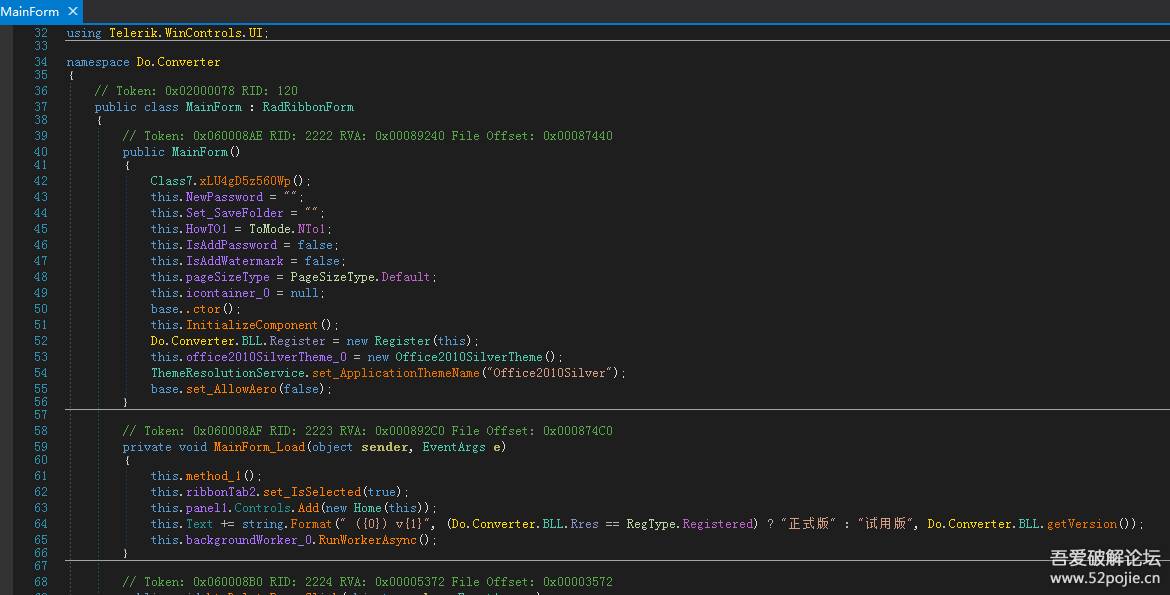 MainForm ✕
32 using Telerik.WinControls.UI;
33
34 namespace Do.Converter
35 {
36 // Token: 0x02000078 RID: 120
37 public class MainForm : RadRibbonForm
38 {
39 // Token: 0x060008AE RID: 2222 RVA: 0x00089240 File Offset: 0x00087440
40 public MainForm()
41 {
42 Class7.xLU4gD5z560Wp();
43 this.NewPassword = "";
44 this.Set_SaveFolder = "";
45 this.HowTO1 = ToMode.NTo1;
46 this.IsAddPassword = false;
47 this.IsAddWatermark = false;
48 this.pageSizeType = PageSizeType.Default;
49 this.icontainer_0 = null;
50 base..ctor();
51 this.InitializeComponent();
52 Do.Converter.BLL.Register = new Register(this);
53 this.office2010SilverTheme_0 = new Office2010SilverTheme();
54 ThemeResolutionService.set_ApplicationThemeName("Office2010Silver");
55 base.set_AllowAero(false);
56 }
57
58 // Token: 0x060008AF RID: 2223 RVA: 0x000892C0 File Offset: 0x000874C0
59 private void MainForm_Load(object sender, EventArgs e)
60 {
61 this.method_1();
62 this.ribbonTab2.set_IsSelected(true);
63 this.panel1.Controls.Add(new Home(this));
64 this.Text += string.Format(" ({0}) v{1}", (Do.Converter.BLL.Rres == RegType.Registered) ? "正式版" : "试用版", Do.Converter.BLL.getVersion());
65 this.backgroundWorker_0.RunWorkerAsync();
66 }
67
68 // Token: 0x060008B0 RID: 2224 RVA: 0x00005372 File Offset: 0x00003572
吾爱破解论坛
www.52pojie.cn